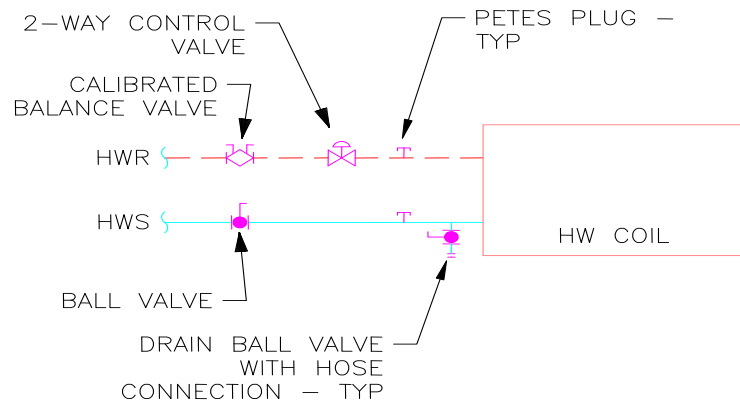 2-WAY CONTROL
VALVE
PETES PLUG -
TYP
CALIBRATED
BALANCE VALVE
HWR
HWS
HW COIL
BALL VALVE
DRAIN BALL VALVE
WITH HOSE
CONNECTION - TYP